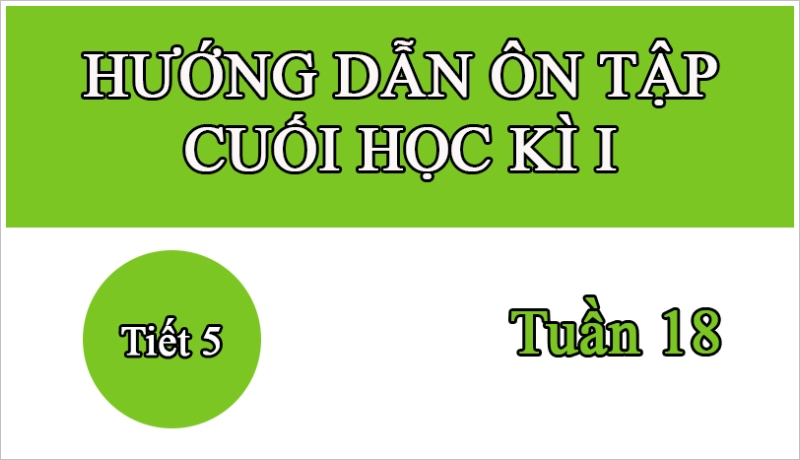 HƯỚNG DẪN ÔN TẬP
CUỐI HỌC KÌ I
Tiết 5
Tuần 18